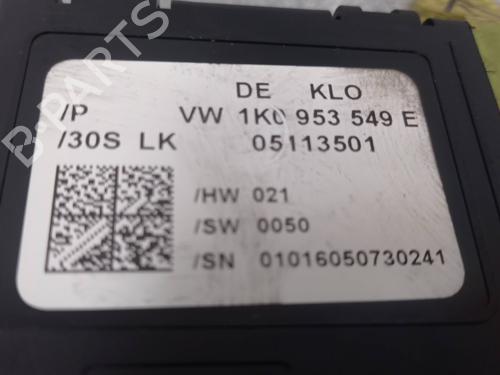 DE KLO
/P VW 1K0 953 549 E
/30S LK 05113501
/HW 021
/SW 0050
/SN 01016050730241
B-PARTS